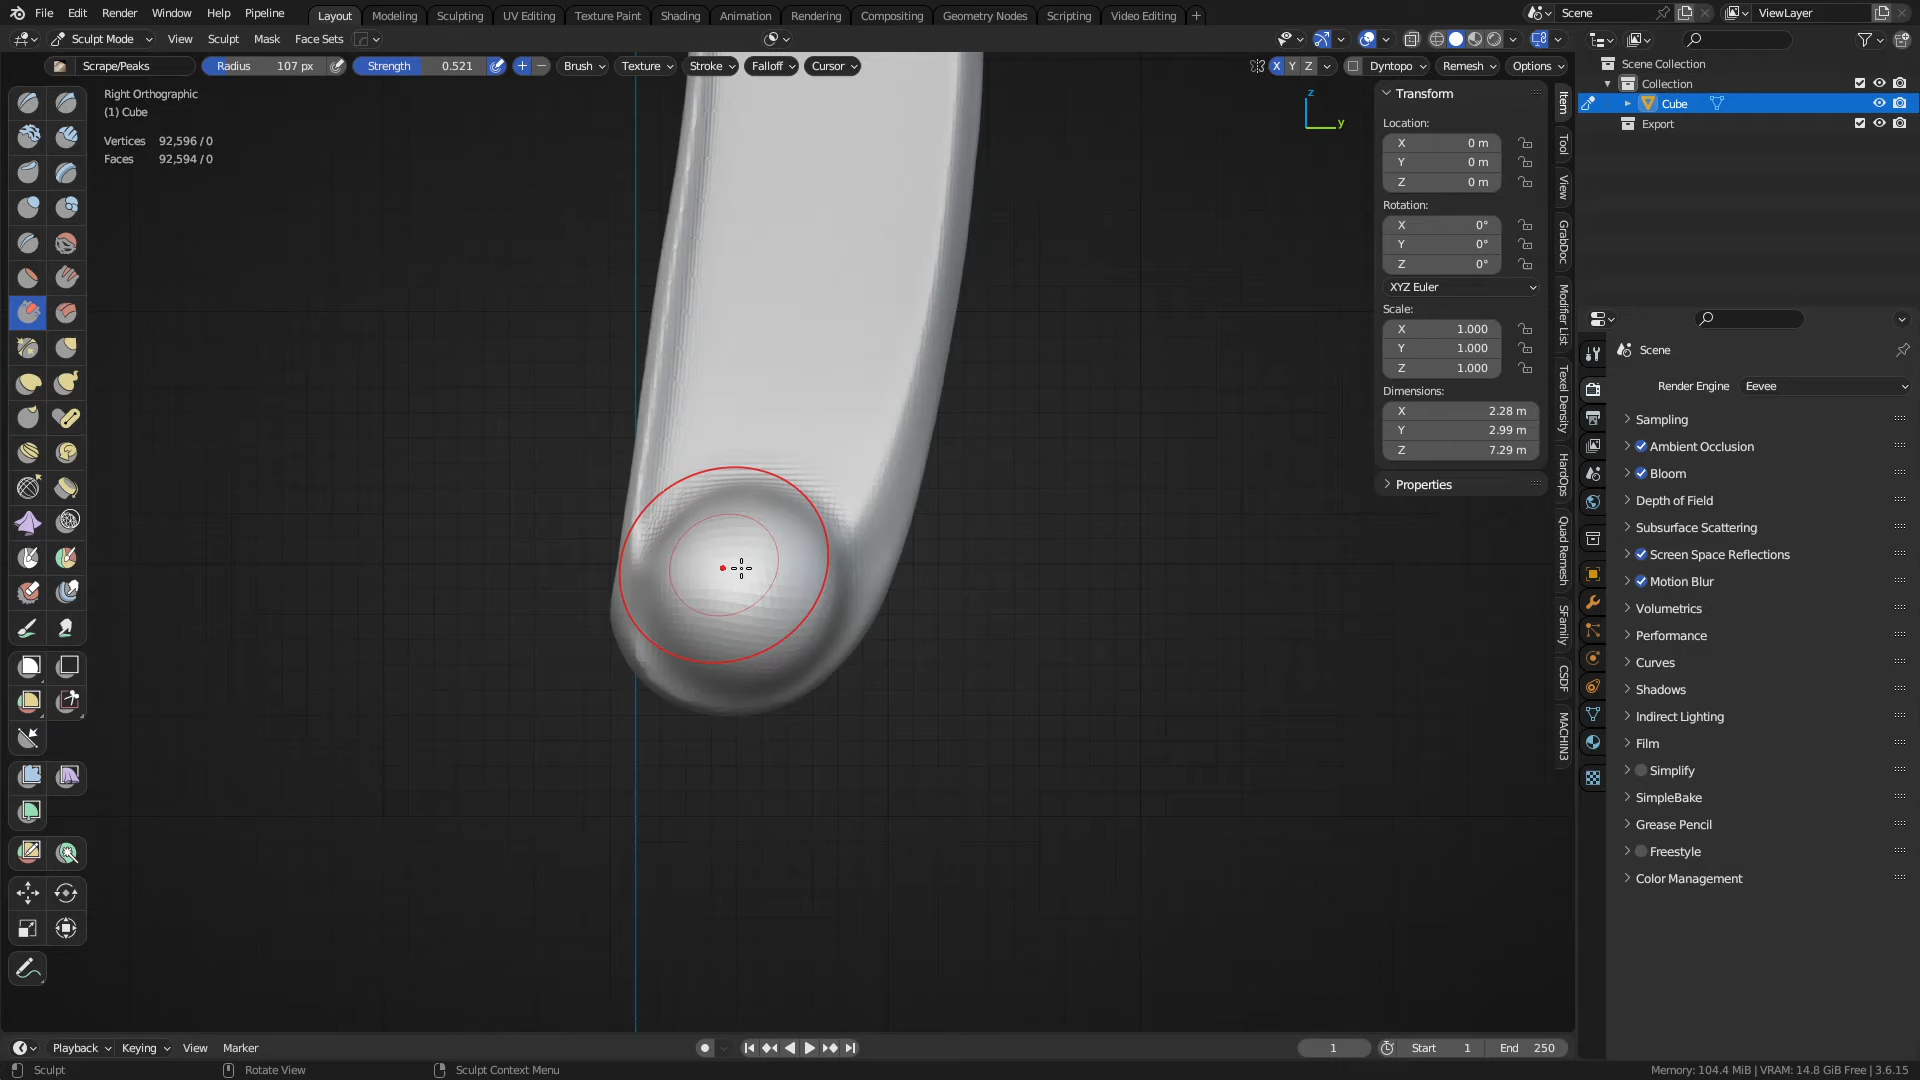 File Edit Render Window Help Pipeline Layout Modeling Sculpting UV Editing Texture Paint Shading Animation Rendering Compositing Geometry Nodes Scripting Video Editing + Scene ViewLayer
Sculpt Mode View Sculpt Mask Face Sets
Scrape/Peaks Radius 107 px Strength 0.521 + − Brush Texture Stroke Falloff Cursor X Y Z Dyntopo Remesh Options
Right Orthographic
(1) Cube
Vertices 92,596 / 0
Faces 92,594 / 0
z
y
Transform
Location:
X 0 m
Y 0 m
Z 0 m
Rotation:
X 0°
Y 0°
Z 0°
XYZ Euler
Scale:
X 1.000
Y 1.000
Z 1.000
Dimensions:
X 2.28 m
Y 2.99 m
Z 7.29 m
Properties
Item
Tool
View
GrabDoc
Modifier List
Texel Density
HardOps
Quad Remesh
SFamily
CSDF
MACHIN3
Scene Collection
Collection
Cube
Export
Scene
Render Engine Eevee
Sampling
Ambient Occlusion
Bloom
Depth of Field
Subsurface Scattering
Screen Space Reflections
Motion Blur
Volumetrics
Performance
Curves
Shadows
Indirect Lighting
Film
Simplify
SimpleBake
Grease Pencil
Freestyle
Color Management
Playback Keying View Marker 1 Start 1 End 250
Sculpt Rotate View Sculpt Context Menu Memory: 104.4 MiB | VRAM: 14.8 GiB Free | 3.6.15